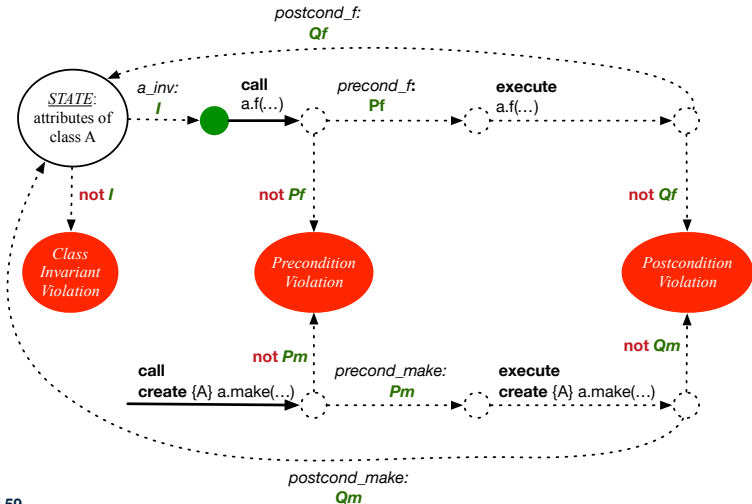 postcond_f:
Qf
STATE:
attributes of
class A
a_inv:
I
call
a.f(…)
precond_f:
Pf
execute
a.f(…)
not I
not Pf
not Qf
Class
Invariant
Violation
Precondition
Violation
Postcondition
Violation
not Pm
not Qm
call
create {A} a.make(…)
precond_make:
Pm
execute
create {A} a.make(…)
postcond_make:
Qm